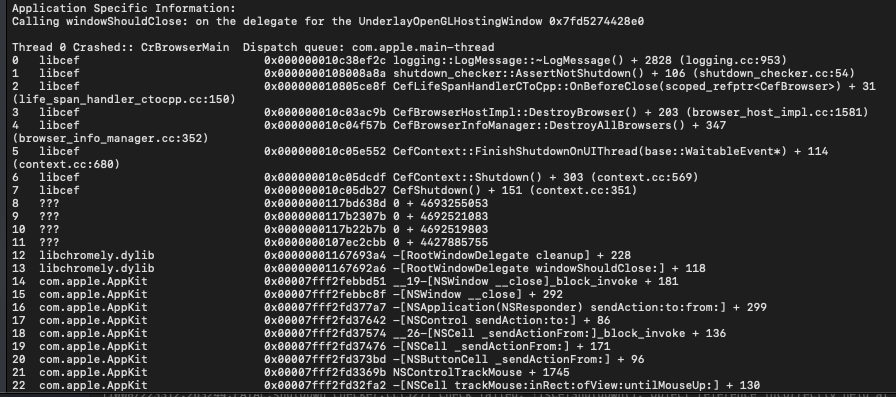 Application Specific Information:
Calling windowShouldClose: on the delegate for the UnderlayOpenGLHostingWindow 0x7fd5274428e0
Thread 0 Crashed:: CrBrowserMain Dispatch queue: com.apple.main-thread
0 libcef 0x000000010c38ef2c logging::LogMessage::~LogMessage() + 2828 (logging.cc:953)
1 libcef 0x0000000108008a8a shutdown_checker::AssertNotShutdown() + 106 (shutdown_checker.cc:54)
2 libcef 0x000000010805ce8f CefLifeSpanHandlerCToCpp::OnBeforeClose(scoped_refptr<CefBrowser>) + 31
(life_span_handler_ctocpp.cc:150)
3 libcef 0x000000010c03ac9b CefBrowserHostImpl::DestroyBrowser() + 203 (browser_host_impl.cc:1581)
4 libcef 0x000000010c04f57b CefBrowserInfoManager::DestroyAllBrowsers() + 347
(browser_info_manager.cc:352)
5 libcef 0x000000010c05e552 CefContext::FinishShutdownOnUIThread(base::WaitableEvent*) + 114
(context.cc:680)
6 libcef 0x000000010c05dcdf CefContext::Shutdown() + 303 (context.cc:569)
7 libcef 0x000000010c05db27 CefShutdown() + 151 (context.cc:351)
8 ??? 0x0000000117bd638d 0 + 4693255053
9 ??? 0x0000000117b2307b 0 + 4692521083
10 ??? 0x0000000117b22b7b 0 + 4692519803
11 ??? 0x0000000107ec2cbb 0 + 4427885755
12 libchromely.dylib 0x00000001167693a4 -[RootWindowDelegate cleanup] + 228
13 libchromely.dylib 0x00000001167692a6 -[RootWindowDelegate windowShouldClose:] + 118
14 com.apple.AppKit 0x00007fff2febbd51 __19-[NSWindow __close]_block_invoke + 181
15 com.apple.AppKit 0x00007fff2febbc8f -[NSWindow __close] + 292
16 com.apple.AppKit 0x00007fff2fd377a7 -[NSApplication(NSResponder) sendAction:to:from:] + 299
17 com.apple.AppKit 0x00007fff2fd37642 -[NSControl sendAction:to:] + 86
18 com.apple.AppKit 0x00007fff2fd37574 __26-[NSCell _sendActionFrom:]_block_invoke + 136
19 com.apple.AppKit 0x00007fff2fd37476 -[NSCell _sendActionFrom:] + 171
20 com.apple.AppKit 0x00007fff2fd373bd -[NSButtonCell _sendActionFrom:] + 96
21 com.apple.AppKit 0x00007fff2fd3369b NSControlTrackMouse + 1745
22 com.apple.AppKit 0x00007fff2fd32fa2 -[NSCell trackMouse:inRect:ofView:untilMouseUp:] + 130